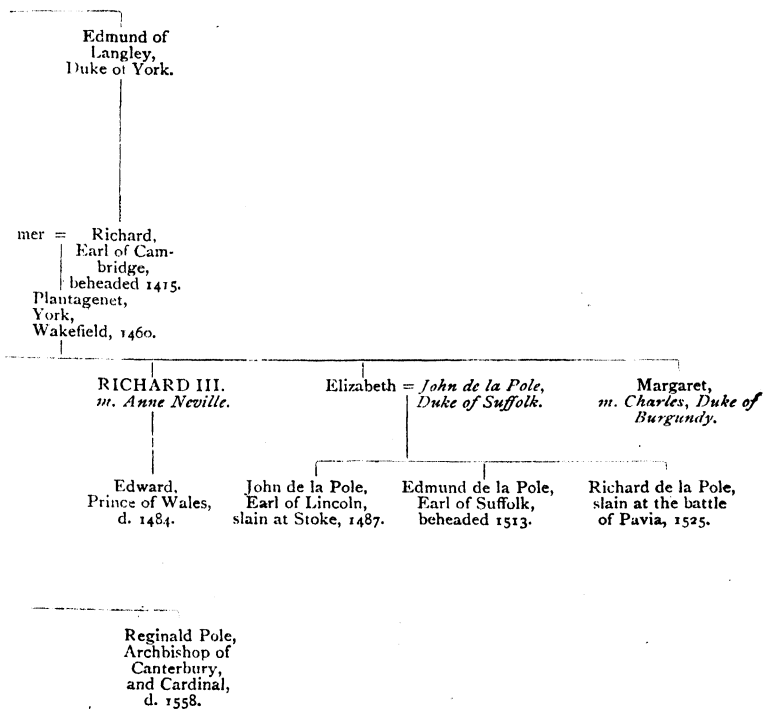 Edmund of
Langley,
Duke of York.
mer = Richard,
Earl of Cam-
bridge,
beheaded 1415.
Plantagenet,
York,
Wakefield, 1460.
RICHARD III.
m. Anne Neville.
Elizabeth = John de la Pole,
Duke of Suffolk.
Margaret,
m. Charles, Duke of
Burgundy.
Edward,
Prince of Wales,
d. 1484.
John de la Pole,
Earl of Lincoln,
slain at Stoke, 1487.
Edmund de la Pole,
Earl of Suffolk,
beheaded 1513.
Richard de la Pole,
slain at the battle
of Pavia, 1525.
Reginald Pole,
Archbishop of
Canterbury,
and Cardinal,
d. 1558.